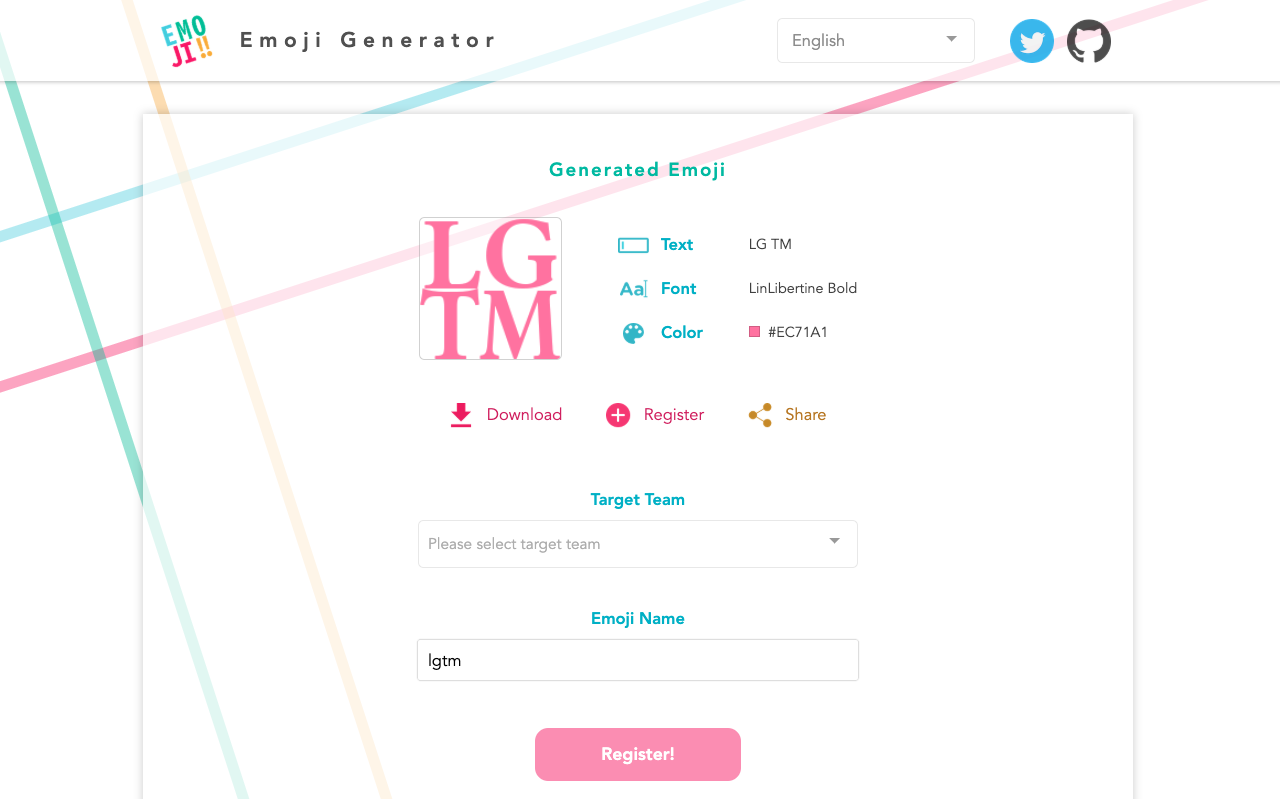 EMO
JI!!
Emoji Generator
English
Generated Emoji
LG
TM
Text LG TM
Aa Font LinLibertine Bold
Color #EC71A1
Download Register Share
Target Team
Please select target team
Emoji Name
lgtm
Register!